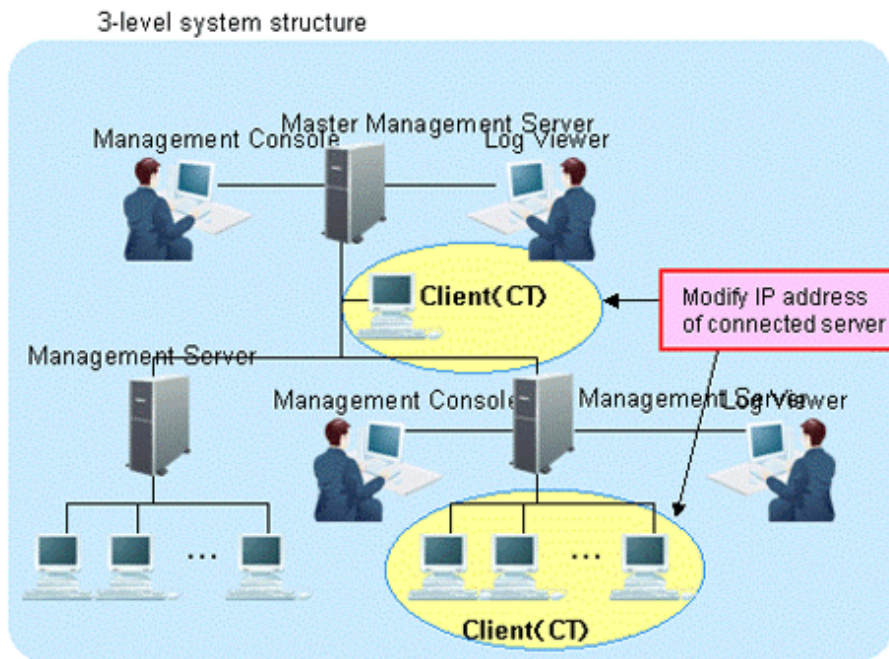 3-level system structure
Master Management Server
Management Console
Log Viewer
Client(CT)
Modify IP address
of connected server
Management Server
Management Console
Management Server
Log Viewer
...
...
Client(CT)